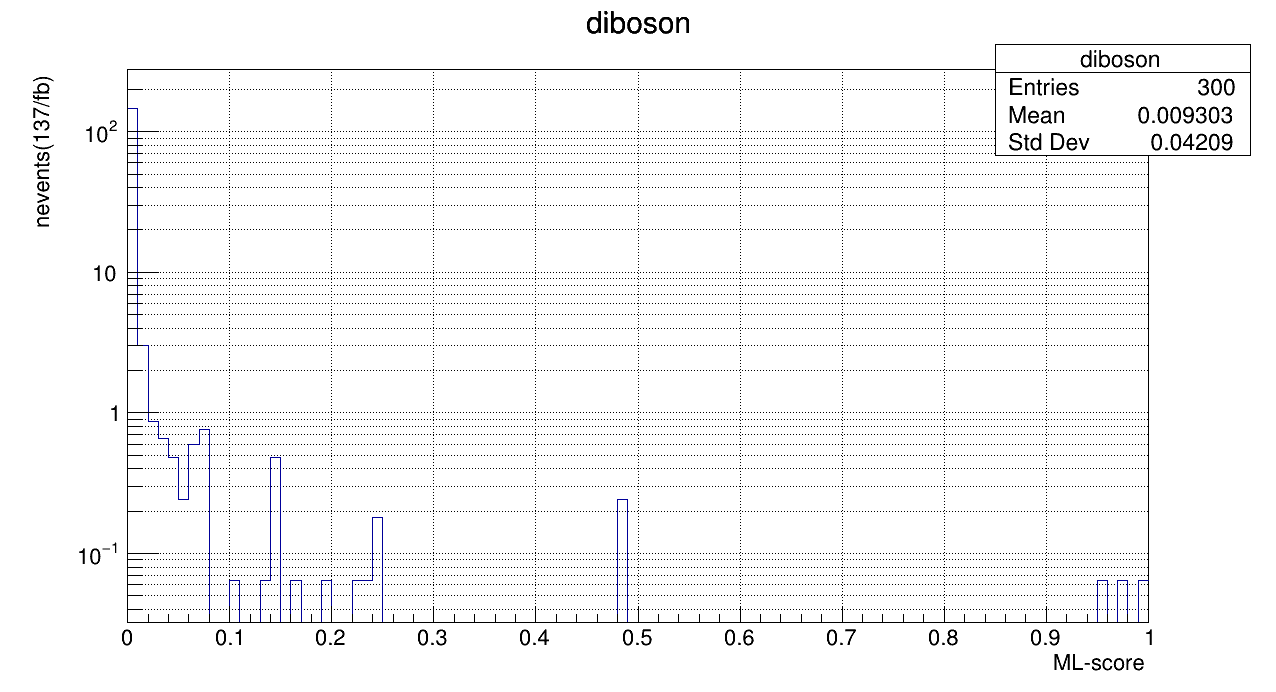 diboson
diboson
Entries 300
Mean 0.009303
Std Dev 0.04209
nevents(137/fb)
10²
10
1
10⁻¹
0 0.1 0.2 0.3 0.4 0.5 0.6 0.7 0.8 0.9 1
ML-score